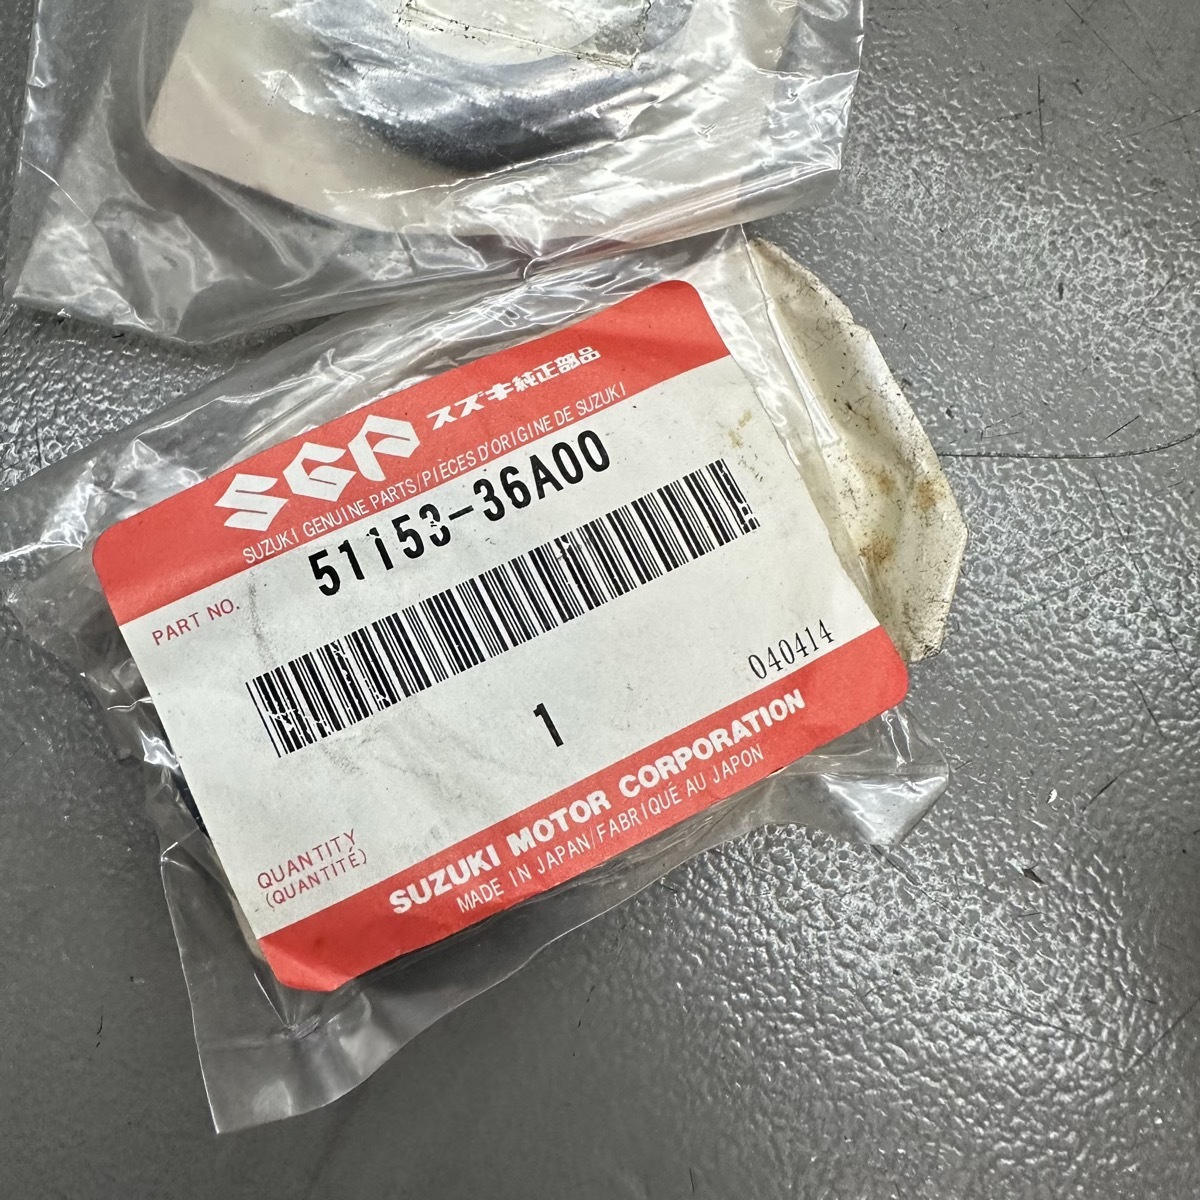 SGP スズキ純正部品
SUZUKI GENUINE PARTS/PIÈCES D'ORIGINE DE SUZUKI
PART NO. 51153-36A00
040414
1
QUANTITY
(QUANTITÉ)
SUZUKI MOTOR CORPORATION
MADE IN JAPAN/FABRIQUÉ AU JAPON